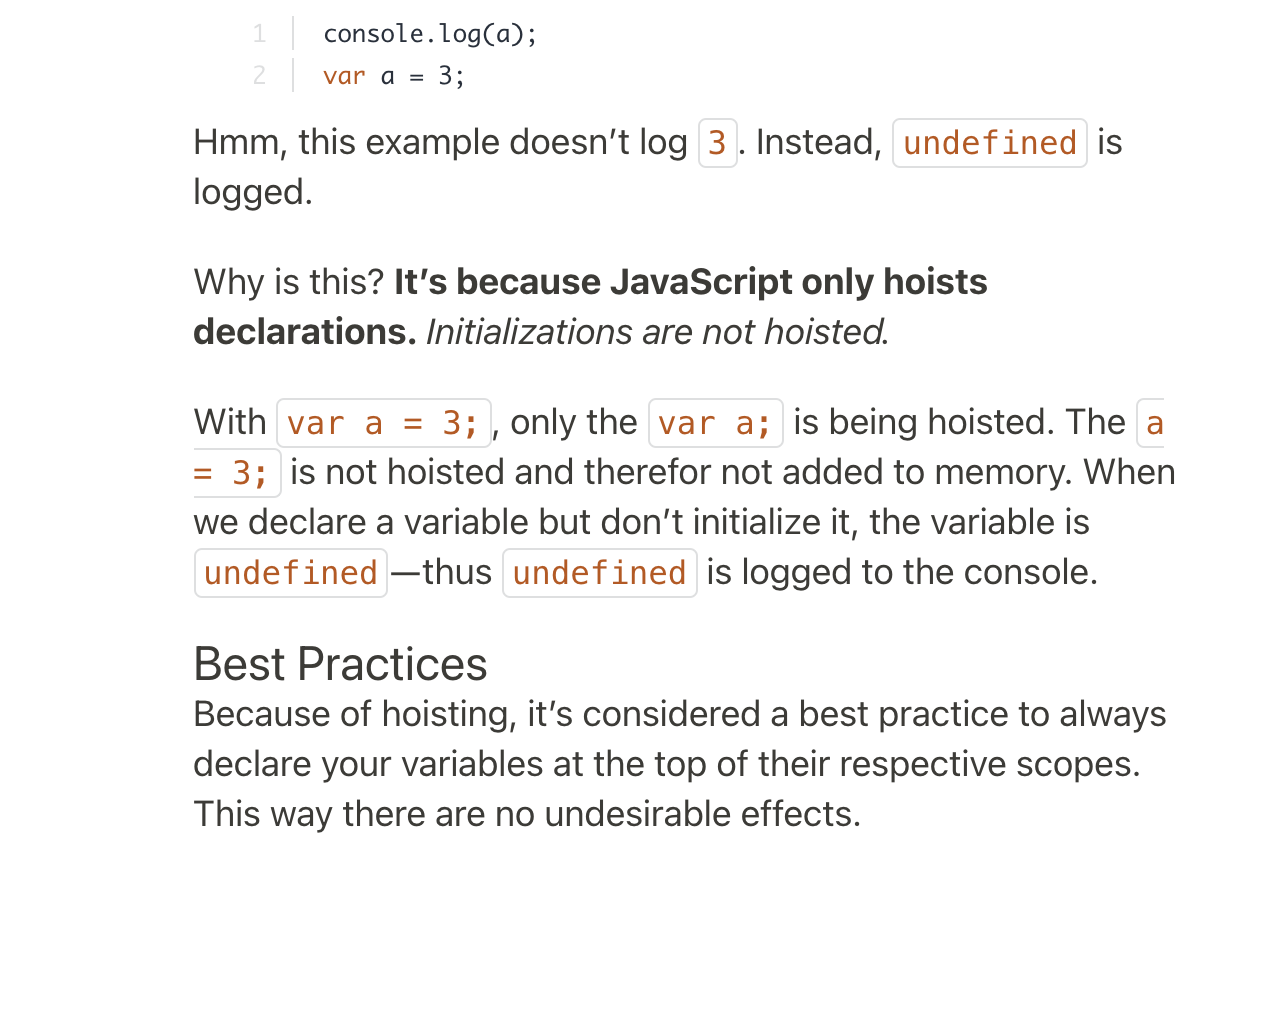 1 console.log(a);
2 var a = 3;
Hmm, this example doesn’t log 3. Instead, undefined is
logged.
Why is this? It’s because JavaScript only hoists
declarations. Initializations are not hoisted.
With var a = 3;, only the var a; is being hoisted. The a
= 3; is not hoisted and therefor not added to memory. When
we declare a variable but don’t initialize it, the variable is
undefined—thus undefined is logged to the console.
Best Practices
Because of hoisting, it’s considered a best practice to always
declare your variables at the top of their respective scopes.
This way there are no undesirable effects.